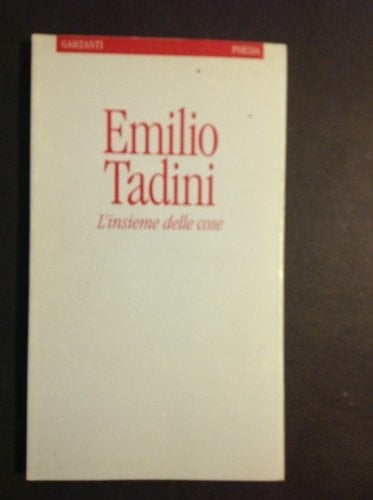 GARZANTI POESIA
Emilio
Tadini
L'insieme delle cose